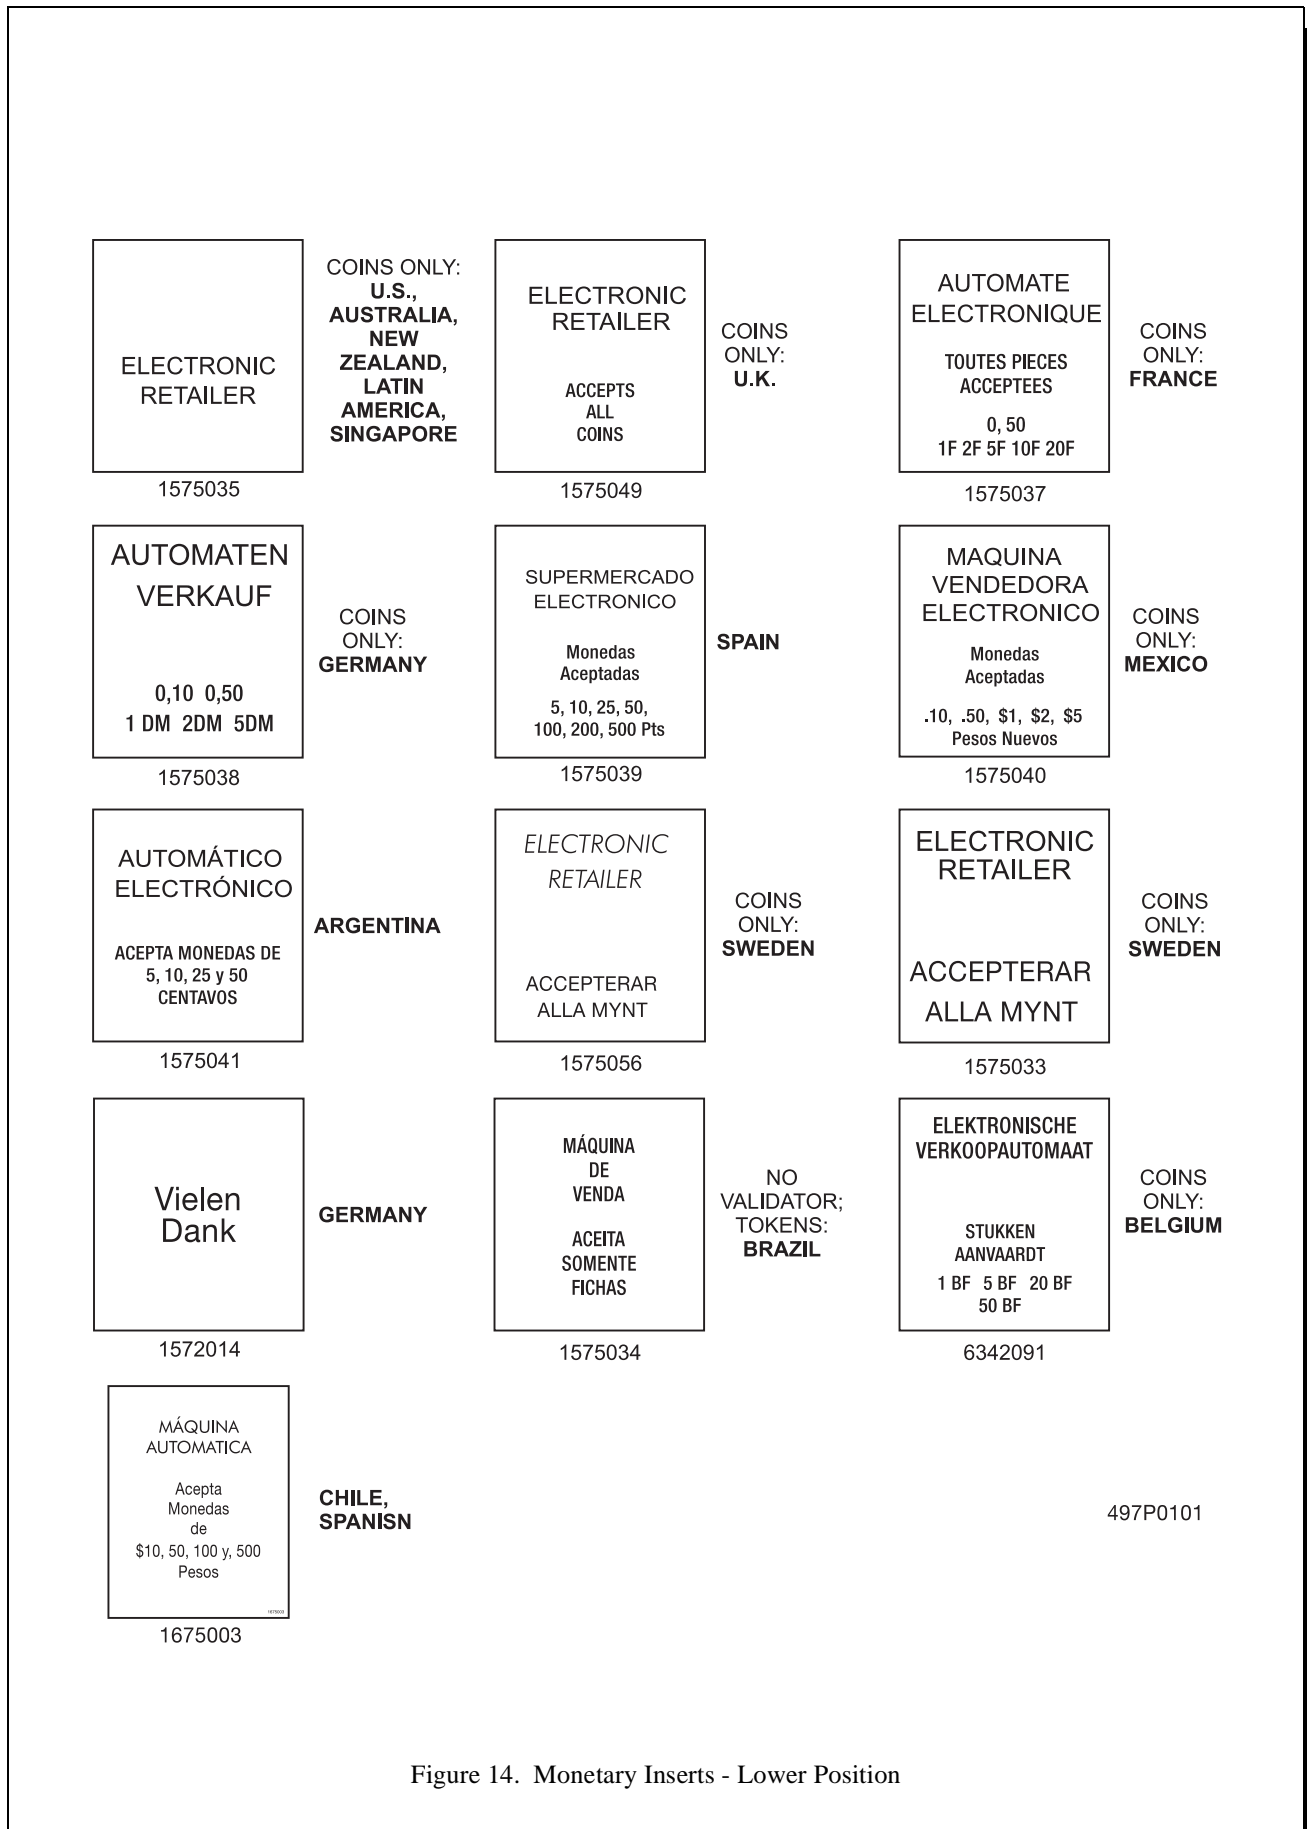 ELECTRONIC
RETAILER
1575035
COINS ONLY:
U.S.,
AUSTRALIA,
NEW
ZEALAND,
LATIN
AMERICA,
SINGAPORE
ELECTRONIC
RETAILER
ACCEPTS
ALL
COINS
1575049
COINS
ONLY:
U.K.
AUTOMATE
ELECTRONIQUE
TOUTES PIECES
ACCEPTEES
0, 50
1F 2F 5F 10F 20F
1575037
COINS
ONLY:
FRANCE
AUTOMATEN
VERKAUF
0,10 0,50
1 DM 2DM 5DM
1575038
COINS
ONLY:
GERMANY
SUPERMERCADO
ELECTRONICO
Monedas
Aceptadas
5, 10, 25, 50,
100, 200, 500 Pts
1575039
SPAIN
MAQUINA
VENDEDORA
ELECTRONICO
Monedas
Aceptadas
.10, .50, $1, $2, $5
Pesos Nuevos
1575040
COINS
ONLY:
MEXICO
AUTOMÁTICO
ELECTRÓNICO
ACEPTA MONEDAS DE
5, 10, 25 y 50
CENTAVOS
1575041
ARGENTINA
ELECTRONIC
RETAILER
ACCEPTERAR
ALLA MYNT
1575056
COINS
ONLY:
SWEDEN
ELECTRONIC
RETAILER
ACCEPTERAR
ALLA MYNT
1575033
COINS
ONLY:
SWEDEN
Vielen
Dank
1572014
GERMANY
MÁQUINA
DE
VENDA
ACEITA
SOMENTE
FICHAS
1575034
NO
VALIDATOR;
TOKENS:
BRAZIL
ELEKTRONISCHE
VERKOOPAUTOMAAT
STUKKEN
AANVAARDT
1 BF 5 BF 20 BF
50 BF
6342091
COINS
ONLY:
BELGIUM
MÁQUINA
AUTOMATICA
Acepta
Monedas
de
$10, 50, 100 y, 500
Pesos
1675003
1675003
CHILE,
SPANISN
497P0101
Figure 14. Monetary Inserts - Lower Position